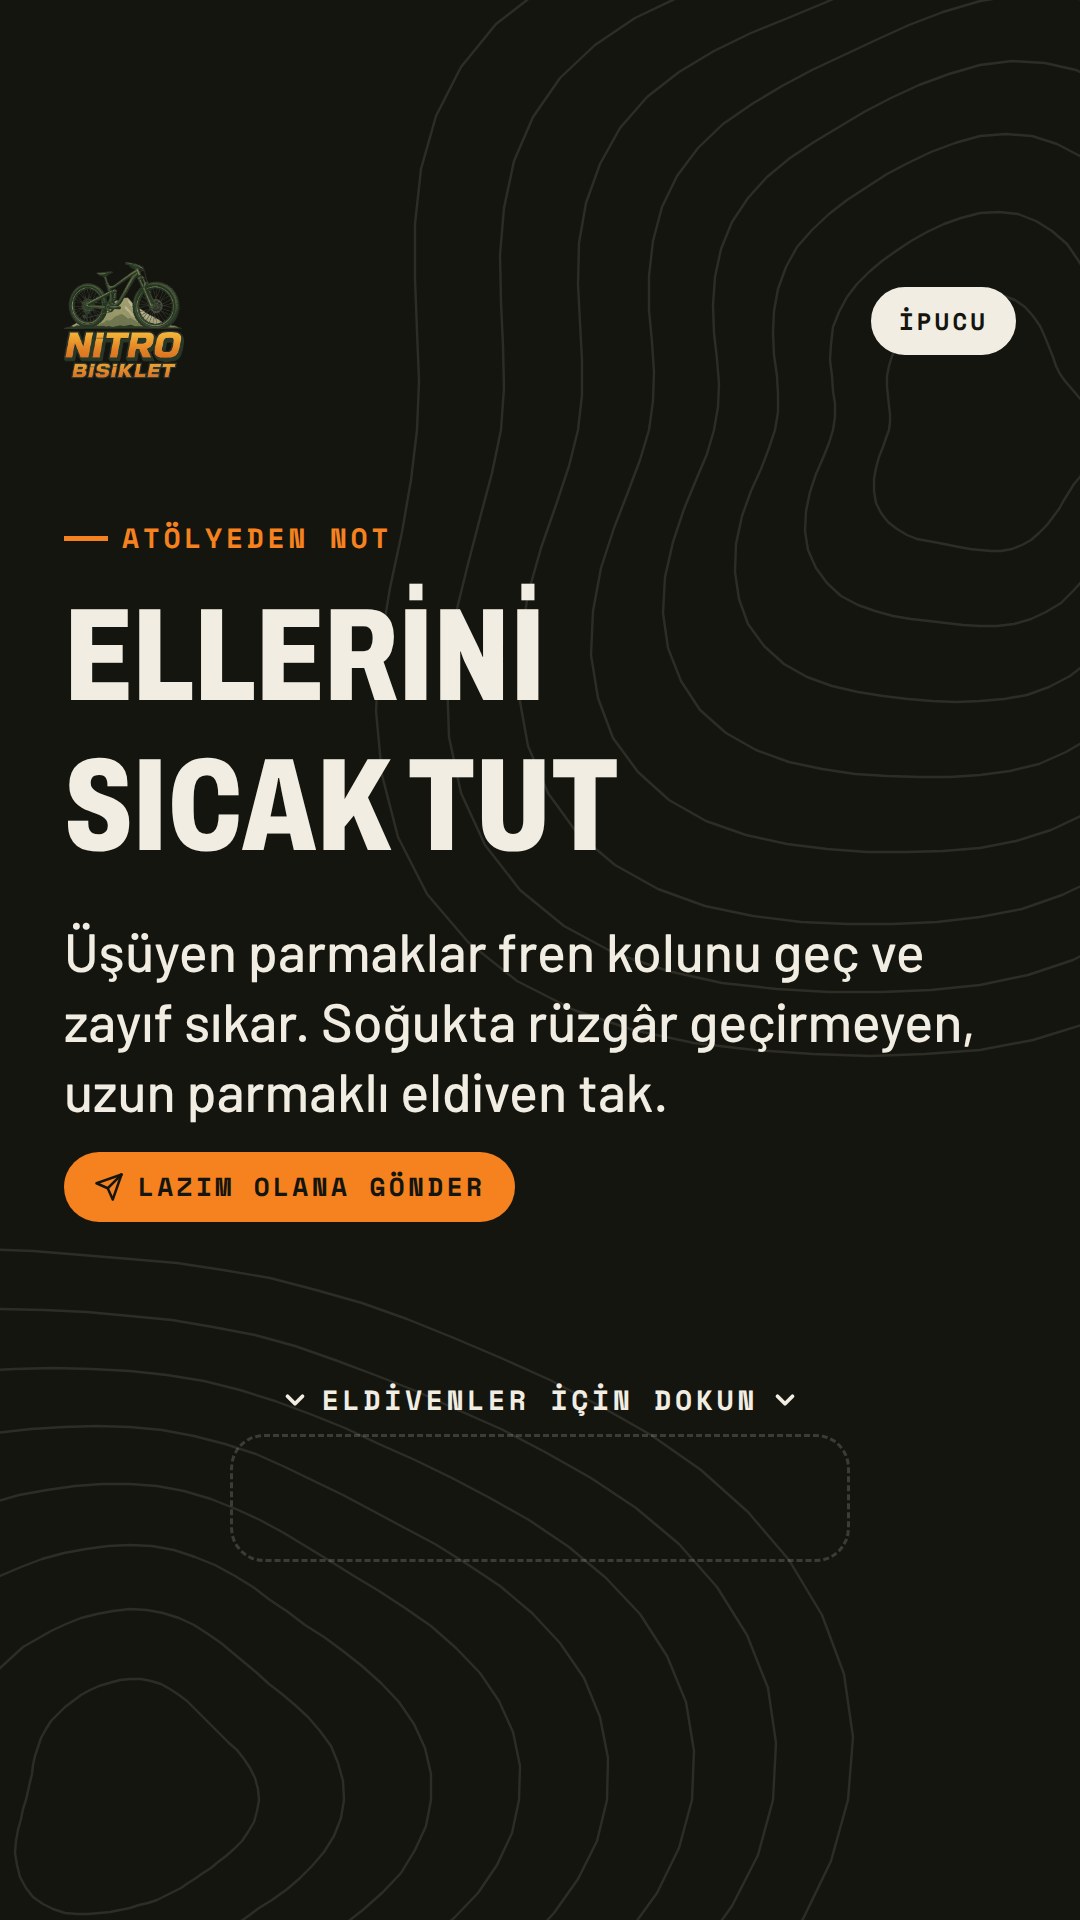 NiTRO
BiSiKLET
İPUCU
ATÖLYEDEN NOT
ELLERİNİ
SICAK TUT
Üşüyen parmaklar fren kolunu geç ve
zayıf sıkar. Soğukta rüzgâr geçirmeyen,
uzun parmaklı eldiven tak.
LAZIM OLANA GÖNDER
ELDİVENLER İÇİN DOKUN